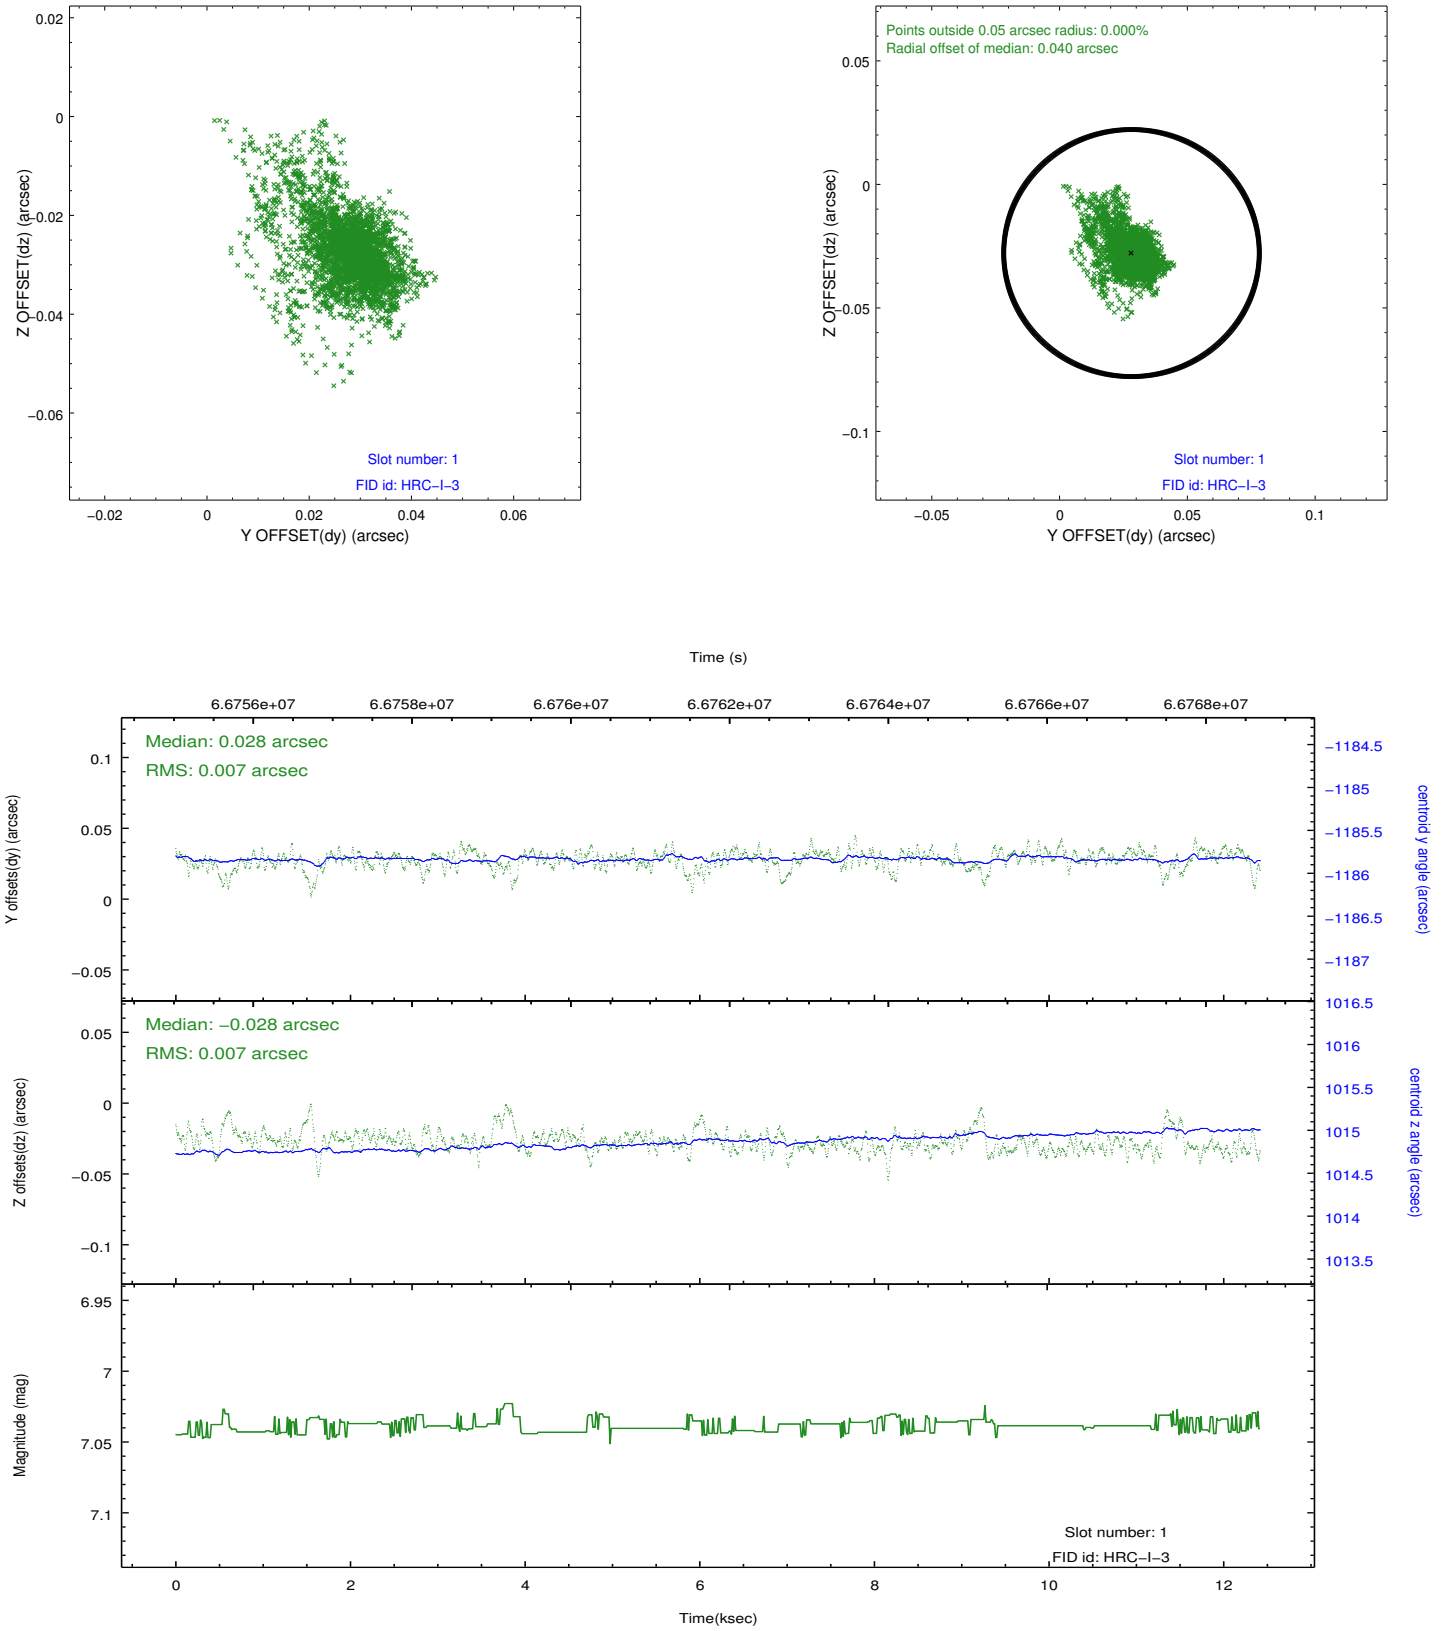 0.02
0
−0.02
−0.04
−0.06
Z OFFSET(dz) (arcsec)
Slot number: 1
FID id: HRC−I−3
−0.02
0
0.02
0.04
0.06
Y OFFSET(dy) (arcsec)
Points outside 0.05 arcsec radius: 0.000%
Radial offset of median: 0.040 arcsec
0.05
0
−0.05
−0.1
Z OFFSET(dz) (arcsec)
Slot number: 1
FID id: HRC−I−3
−0.05
0
0.05
0.1
Y OFFSET(dy) (arcsec)
Time (s)
6.6756e+07
6.6758e+07
6.676e+07
6.6762e+07
6.6764e+07
6.6766e+07
6.6768e+07
Median: 0.028 arcsec
RMS: 0.007 arcsec
0.1
0.05
0
−0.05
Y offsets(dy) (arcsec)
−1184.5
−1185
−1185.5
−1186
−1186.5
−1187
centroid y angle (arcsec)
Median: −0.028 arcsec
RMS: 0.007 arcsec
0.05
0
−0.05
−0.1
Z offsets(dz) (arcsec)
1016.5
1016
1015.5
1015
1014.5
1014
1013.5
centroid z angle (arcsec)
6.95
7
7.05
7.1
Magnitude (mag)
Slot number: 1
FID id: HRC−I−3
0
2
4
6
8
10
12
Time(ksec)